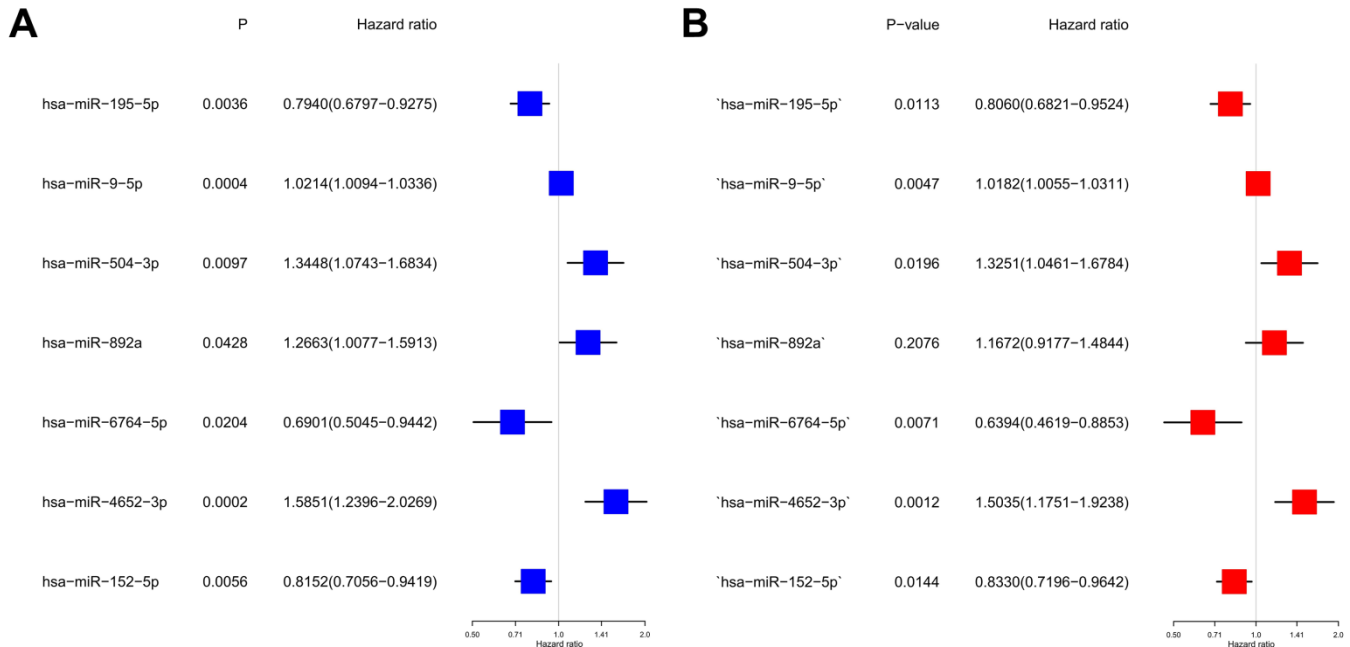 A
P Hazard ratio
hsa−miR−195−5p 0.0036 0.7940(0.6797−0.9275)
hsa−miR−9−5p 0.0004 1.0214(1.0094−1.0336)
hsa−miR−504−3p 0.0097 1.3448(1.0743−1.6834)
hsa−miR−892a 0.0428 1.2663(1.0077−1.5913)
hsa−miR−6764−5p 0.0204 0.6901(0.5045−0.9442)
hsa−miR−4652−3p 0.0002 1.5851(1.2396−2.0269)
hsa−miR−152−5p 0.0056 0.8152(0.7056−0.9419)
0.50 0.71 1.0 1.41 2.0
Hazard ratio
B
P−value Hazard ratio
`hsa−miR−195−5p` 0.0113 0.8060(0.6821−0.9524)
`hsa−miR−9−5p` 0.0047 1.0182(1.0055−1.0311)
`hsa−miR−504−3p` 0.0196 1.3251(1.0461−1.6784)
`hsa−miR−892a` 0.2076 1.1672(0.9177−1.4844)
`hsa−miR−6764−5p` 0.0071 0.6394(0.4619−0.8853)
`hsa−miR−4652−3p` 0.0012 1.5035(1.1751−1.9238)
`hsa−miR−152−5p` 0.0144 0.8330(0.7196−0.9642)
0.50 0.71 1.0 1.41 2.0
Hazard ratio